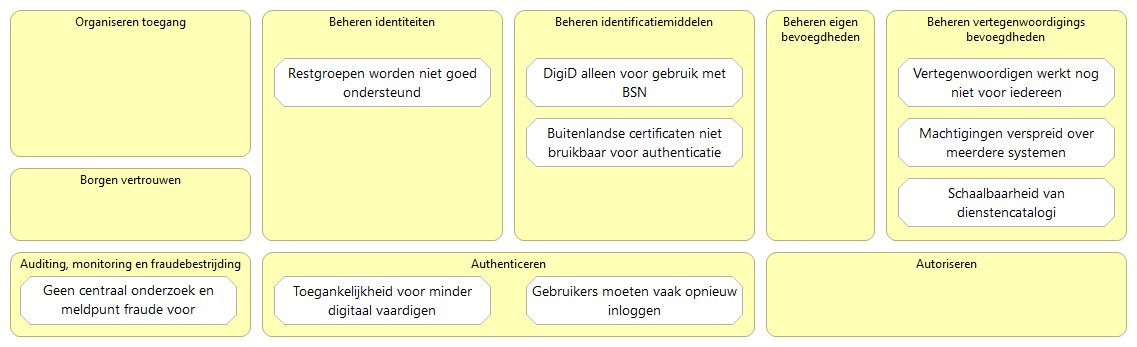 Organiseren toegang
Beheren identiteiten
Restgroepen worden niet goed
ondersteund
Beheren identificatiemiddelen
DigiD alleen voor gebruik met
BSN
Buitenlandse certificaten niet
bruikbaar voor authenticatie
Beheren eigen
bevoegdheden
Beheren vertegenwoordigings
bevoegdheden
Vertegenwoordigen werkt nog
niet voor iedereen
Machtigingen verspreid over
meerdere systemen
Schaalbaarheid van
dienstencatalogi
Borgen vertrouwen
Auditing, monitoring en fraudebestrijding
Geen centraal onderzoek en
meldpunt fraude voor
Authenticeren
Toegankelijkheid voor minder
digitaal vaardigen
Gebruikers moeten vaak opnieuw
inloggen
Autoriseren